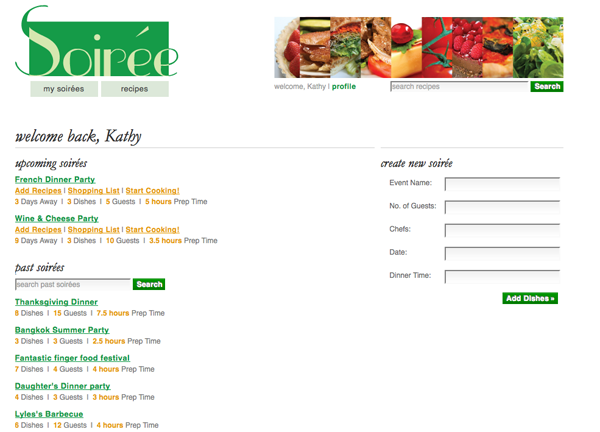 Soirée
my soirées
recipes
welcome, Kathy | profile
search recipes
Search
welcome back, Kathy
upcoming soirées
French Dinner Party
Add Recipes | Shopping List | Start Cooking!
3 Days Away | 3 Dishes | 5 Guests | 5 hours Prep Time
Wine & Cheese Party
Add Recipes | Shopping List | Start Cooking!
9 Days Away | 3 Dishes | 10 Guests | 3.5 hours Prep Time
past soirées
search past soirées
Search
Thanksgiving Dinner
8 Dishes | 15 Guests | 7.5 hours Prep Time
Bangkok Summer Party
3 Dishes | 3 Guests | 2.5 hours Prep Time
Fantastic finger food festival
7 Dishes | 4 Guests | 4 hours Prep Time
Daughter's Dinner party
4 Dishes | 3 Guests | 3 hours Prep Time
Lyles's Barbecue
6 Dishes | 12 Guests | 4 hours Prep Time
create new soirée
Event Name:
No. of Guests:
Chefs:
Date:
Dinner Time:
Add Dishes »